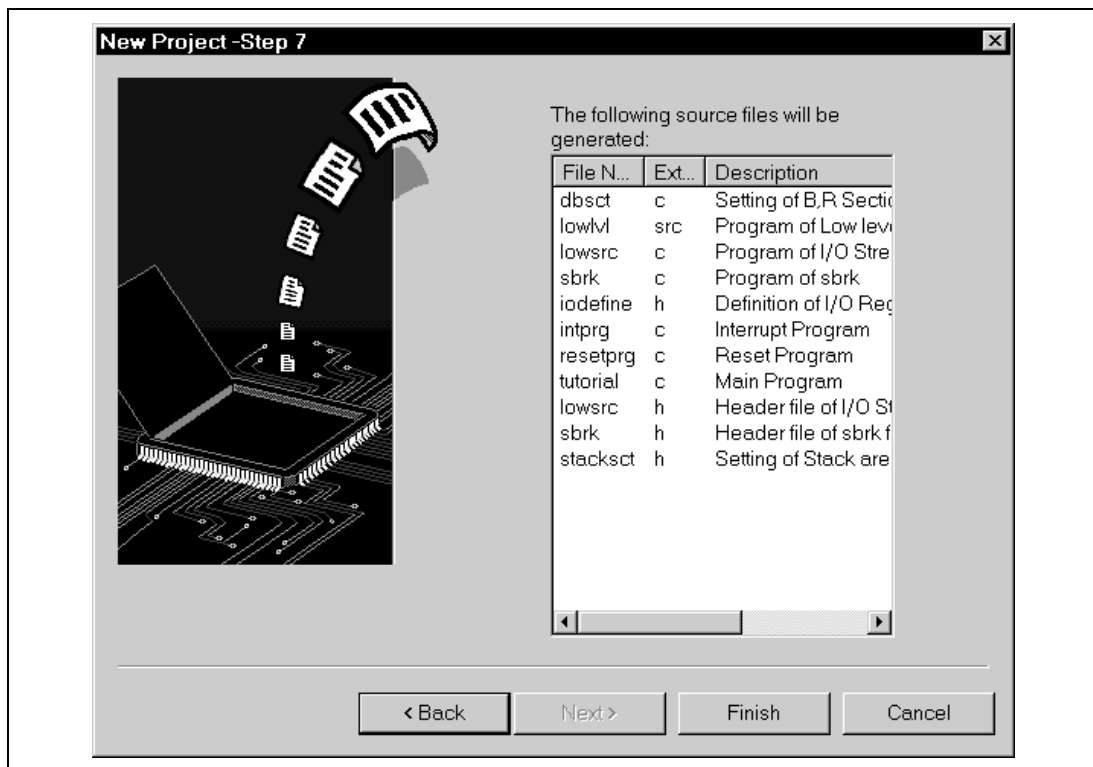 New Project -Step 7
The following source files will be
generated:
File N... Ext... Description
dbsct c Setting of B,R Sectio
lowlvl src Program of Low leve
lowsrc c Program of I/O Stre
sbrk c Program of sbrk
iodefine h Definition of I/O Reg
intprg c Interrupt Program
resetprg c Reset Program
tutorial c Main Program
lowsrc h Header file of I/O St
sbrk h Header file of sbrk f
stacksct h Setting of Stack are
< Back Next > Finish Cancel